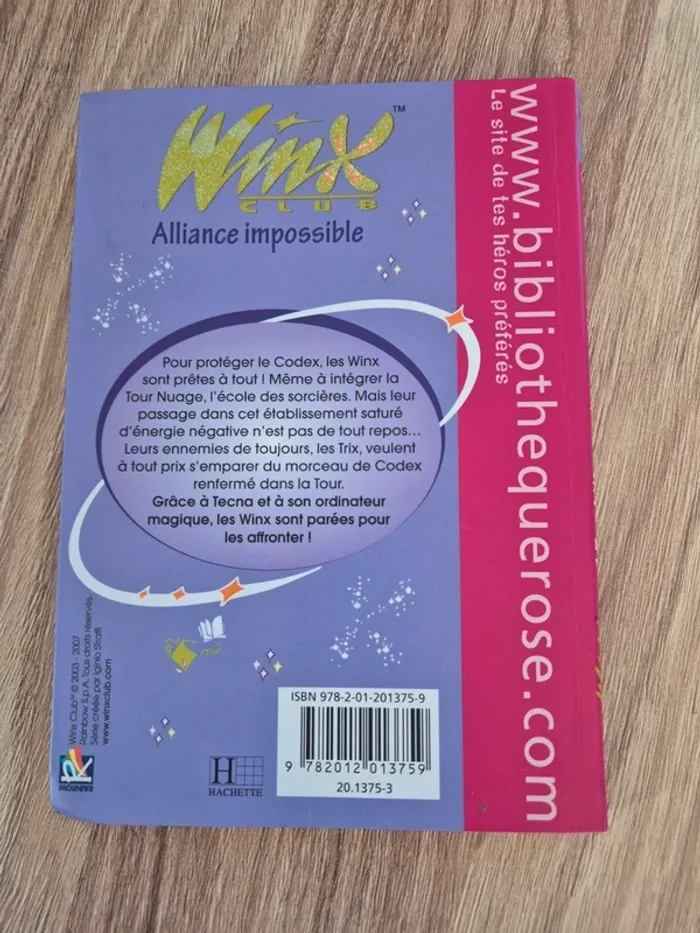 Winx™
CLUB
Alliance impossible
Pour protéger le Codex, les Winx
sont prêtes à tout ! Même à intégrer la
Tour Nuage, l'école des sorcières. Mais leur
passage dans cet établissement saturé
d'énergie négative n'est pas de tout repos…
Leurs ennemies de toujours, les Trix, veulent
à tout prix s'emparer du morceau de Codex
renfermé dans la Tour.
Grâce à Tecna et à son ordinateur
magique, les Winx sont parées pour
les affronter !
www.bibliothequerose.com
Le site de tes héros préférés
Winx Club™ © 2003 - 2007
Rainbow S.p.A. Tous droits réservés.
Série créée par Iginio Straffi
www.winxclub.com
RAINBOW
HACHETTE
ISBN 978-2-01-201375-9
9 782012 013759
20.1375-3